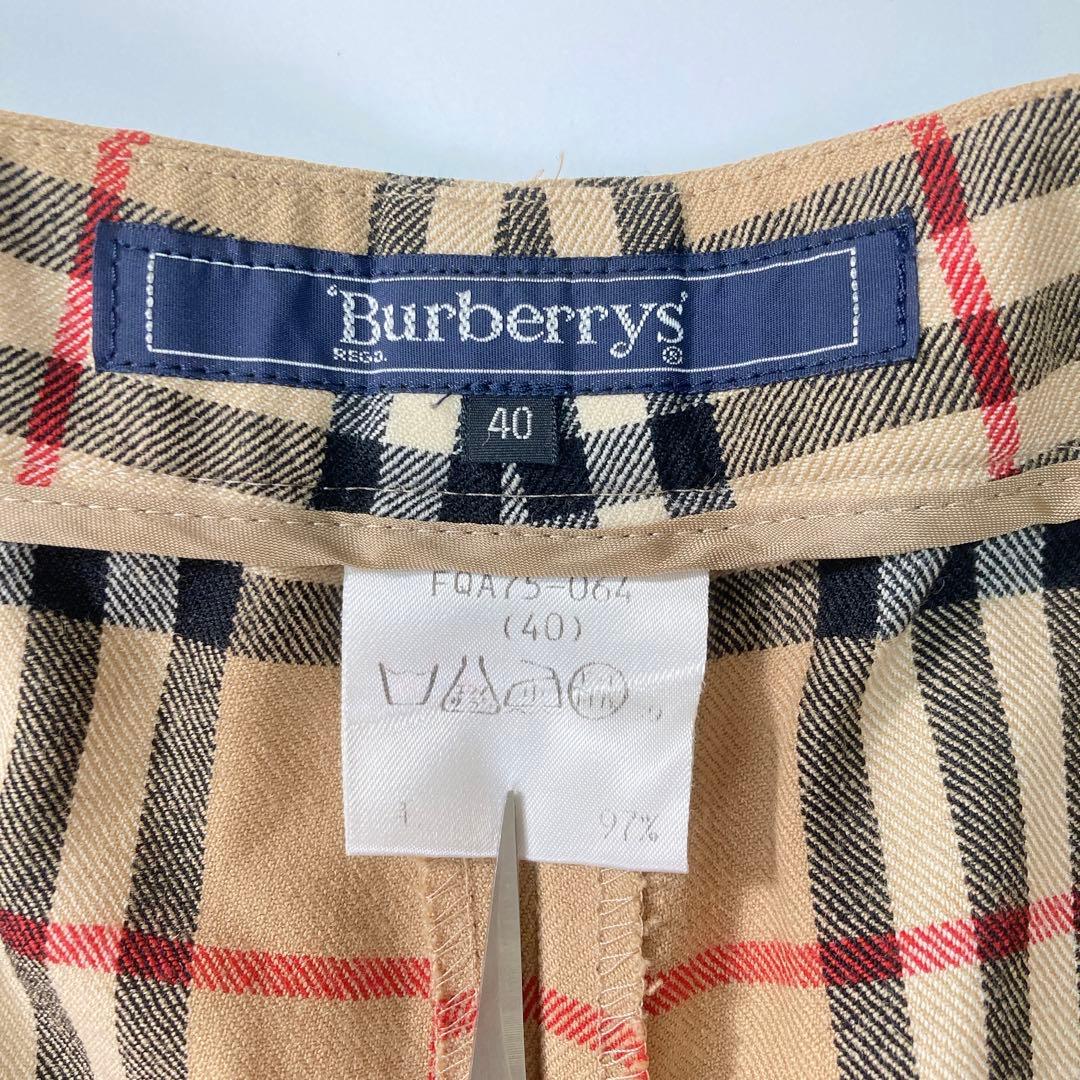 'Burberrys'
REGD. ®
40
FQA75-064
(40)
97%